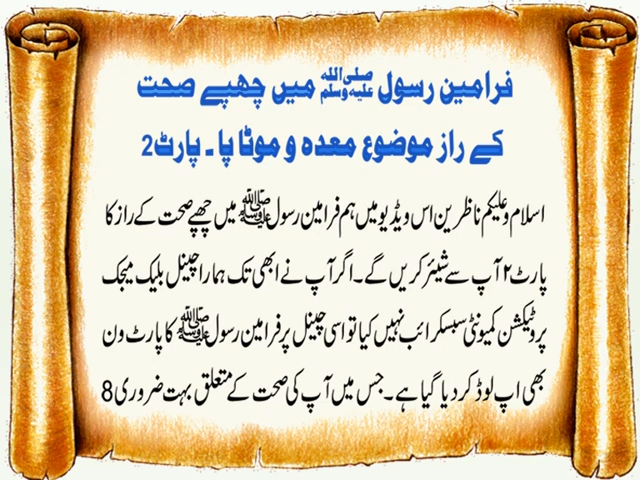 فرامین رسول ﷺ میں چھپے صحت
کے راز موضوع معدہ و موٹاپا۔ پارٹ2
اسلام و علیکم ناظرین اس ویڈیو میں ہم فرامین رسول ﷺ میں چھپے صحت کے راز کا
پارٹ ۲ آپ سے شیئر کریں گے۔ اگر آپ نے ابھی تک ہمارا چینل بلیک میجک
پروٹیکشن کمیونٹی سبسکرائب نہیں کیا تو اسی چینل پر فرامین رسول ﷺ کا پارٹ ون
بھی اپ لوڈ کر دیا گیا ہے۔ جس میں آپ کی صحت کے متعلق بہت ضروری 8